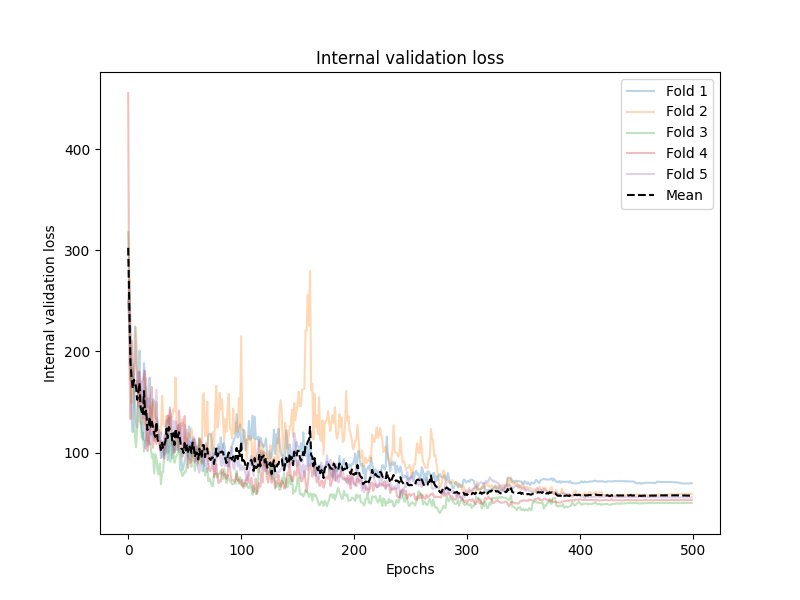 Internal validation loss
Fold 1
Fold 2
Fold 3
Fold 4
Fold 5
Mean
400
300
200
100
Internal validation loss
0
100
200
300
400
500
Epochs